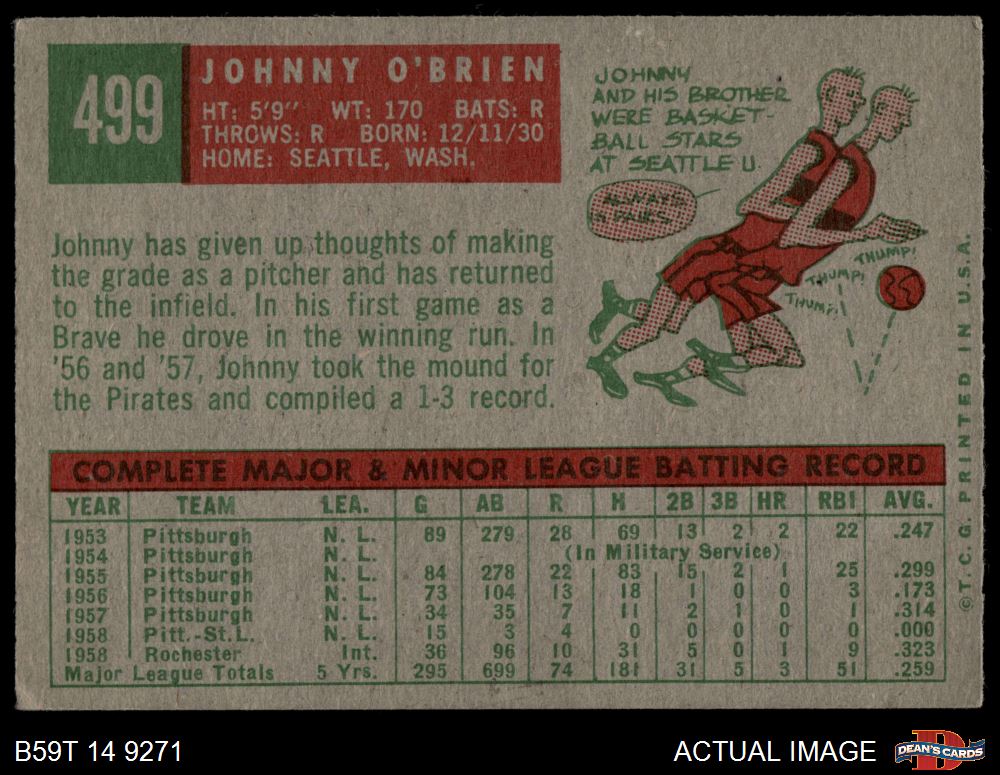 499
JOHNNY O'BRIEN
HT: 5'9" WT: 170 BATS: R
THROWS: R BORN: 12/11/30
HOME: SEATTLE, WASH.
JOHNNY
AND HIS BROTHER
WERE BASKET-
BALL STARS
AT SEATTLE U.
ALWAYS
PAIRS
THUMP!
THUMP!
THUMP!
Johnny has given up thoughts of making
the grade as a pitcher and has returned
to the infield. In his first game as a
Brave he drove in the winning run. In
'56 and '57, Johnny took the mound for
the Pirates and compiled a 1-3 record.
COMPLETE MAJOR & MINOR LEAGUE BATTING RECORD
YEAR TEAM LEA. G AB R H 2B 3B HR RBI AVG.
1953 Pittsburgh N. L. 89 279 28 69 13 2 2 22 .247
1954 Pittsburgh N. L. (In Military Service)
1955 Pittsburgh N. L. 84 278 22 83 15 2 1 25 .299
1956 Pittsburgh N. L. 73 104 13 18 1 0 0 3 .173
1957 Pittsburgh N. L. 34 35 7 11 2 1 0 1 .314
1958 Pitt.-St.L. N. L. 15 3 4 0 0 0 0 0 .000
1958 Rochester Int. 36 96 10 31 5 0 1 9 .323
Major League Totals 5 Yrs. 295 699 74 181 31 5 3 51 .259
©T.C.G. PRINTED IN U.S.A.
B59T 14 9271
ACTUAL IMAGE
DEAN'S CARDS